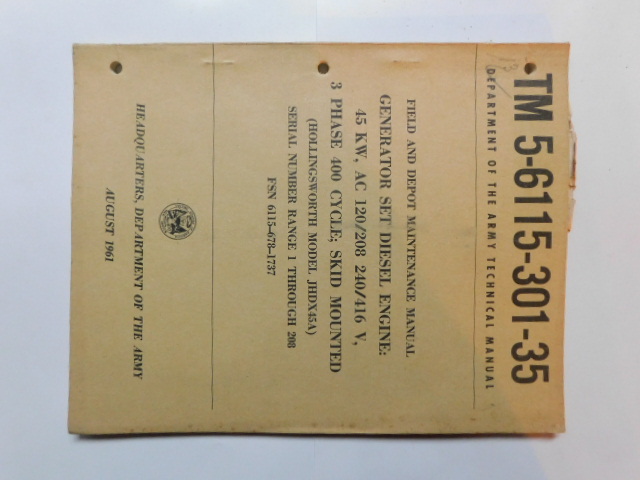 TM 5-6115-301-35
DEPARTMENT OF THE ARMY TECHNICAL MANUAL
FIELD AND DEPOT MAINTENANCE MANUAL
GENERATOR SET DIESEL ENGINE:
45 KW, AC 120/208 240/416 V,
3 PHASE 400 CYCLE; SKID MOUNTED
(HOLLINGSWORTH MODEL JHDX45A)
SERIAL NUMBER RANGE 1 THROUGH 208
FSN 6115-678-1737
HEADQUARTERS, DEPARTMENT OF THE ARMY
AUGUST 1961